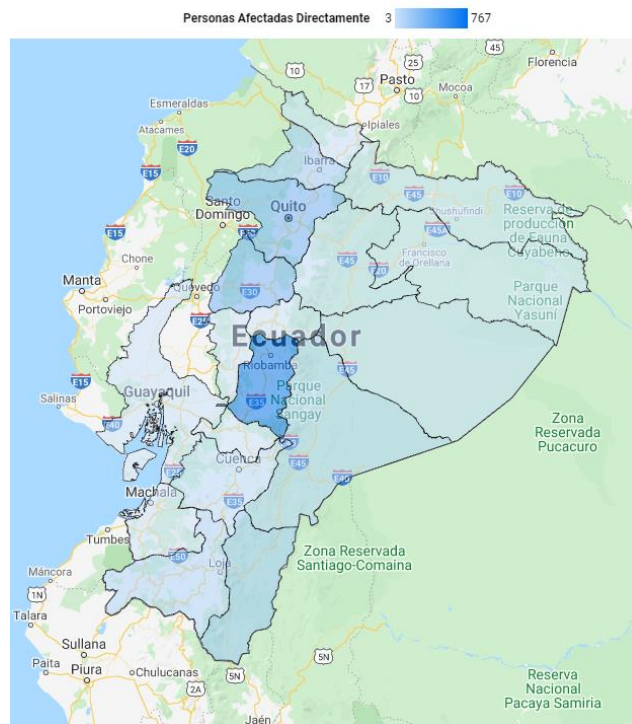 Personas Afectadas Directamente 3 767
45
Florencia
10
25
17
Pasto
Mocoa
Esmeraldas
10
Atacames
Ipiales
E20
Ibarra
E15
E10
Santo
Domingo
Quito
E45
Shushufindi
E10
Reserva de
producción
de Fauna
Cuyabeno
E15
E45A
Chone
Francisco
de Orellana
E45
E20
Manta
Quevedo
E30
Parque
Nacional
Yasuní
Portoviejo
Ecuador
Riobamba
E45
E15
Guayaquil
Parque
Nacional
Sangay
Salinas
E35
E40
Zona
Reservada
Pucacuro
Cuenca
E45
E40
Machala
E35
Tumbes
Zona Reservada
Santiago-Comaina
E50
Loja
Máncora
1N
Talara
Sullana
5N
Paita
Piura
Chulucanas
2A
5N
Jaén
Reserva
Nacional
Pacaya Samiria